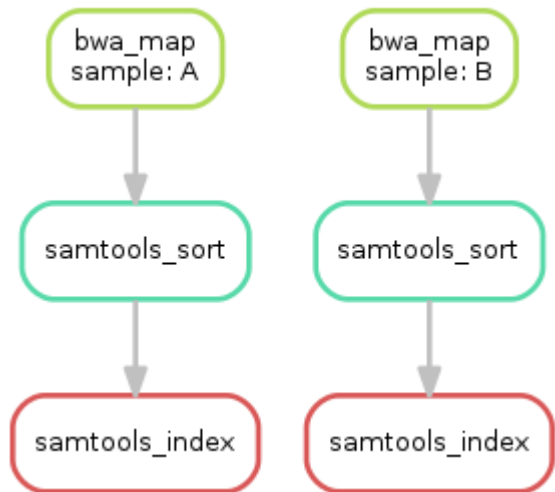 bwa_map
sample: A
bwa_map
sample: B
samtools_sort
samtools_sort
samtools_index
samtools_index